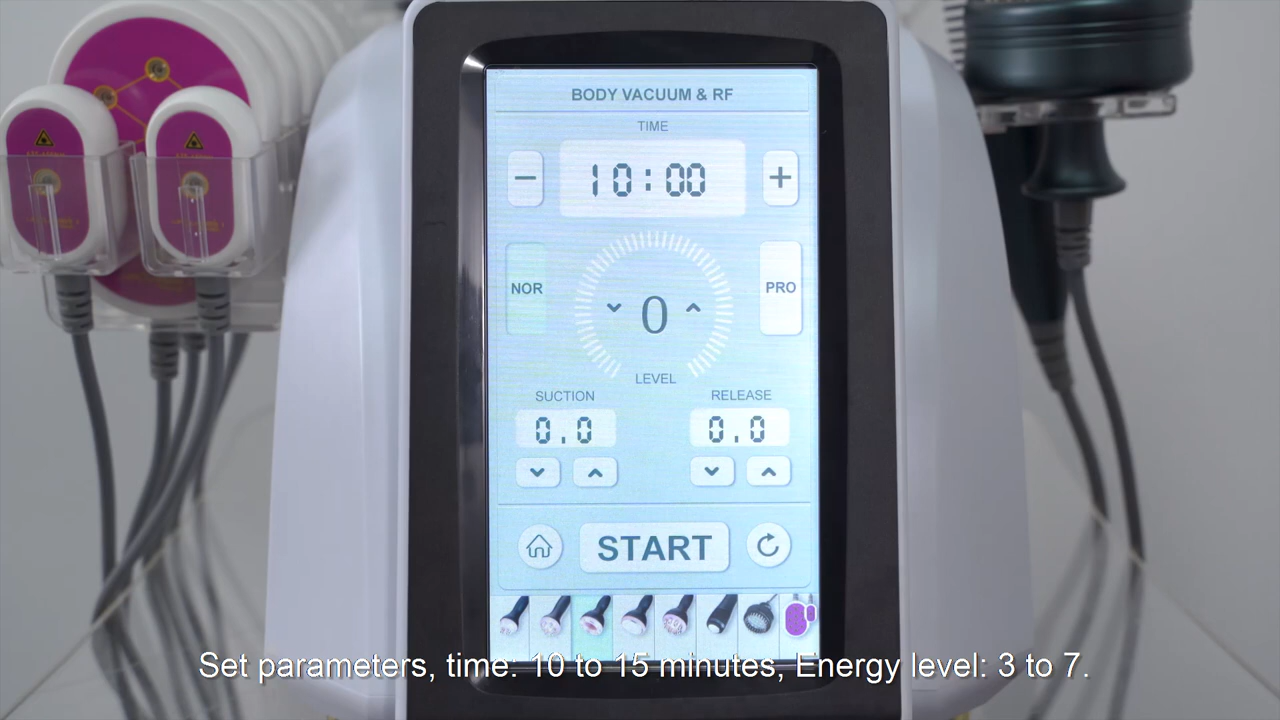 BODY VACUUM & RF
TIME
− 10:00 +
NOR
PRO
0
LEVEL
SUCTION
RELEASE
0.0
0.0
START
Set parameters, time: 10 to 15 minutes, Energy level: 3 to 7.